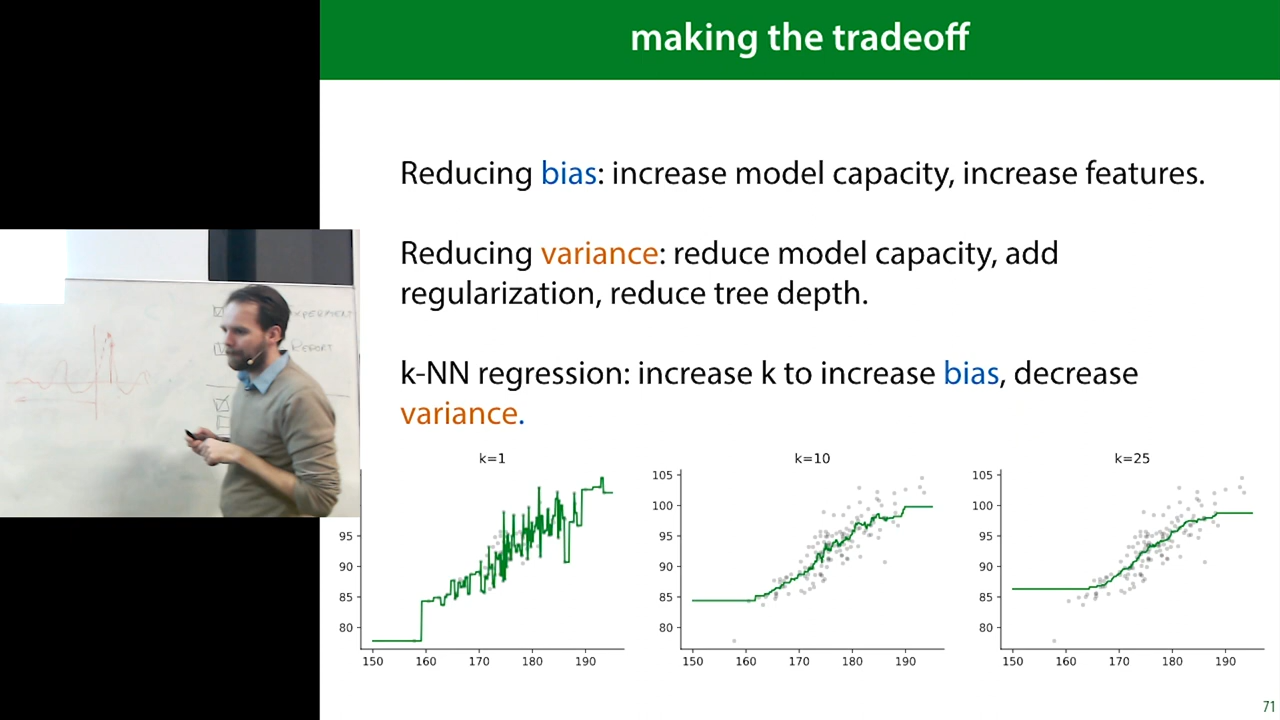 making the tradeoff
Reducing bias: increase model capacity, increase features.
Reducing variance: reduce model capacity, add
regularization, reduce tree depth.
k-NN regression: increase k to increase bias, decrease
variance.
REPORT
k=1
95
90
85
80
150 160 170 180 190
k=10
105
100
95
90
85
80
150 160 170 180 190
k=25
105
100
95
90
85
80
150 160 170 180 190
71